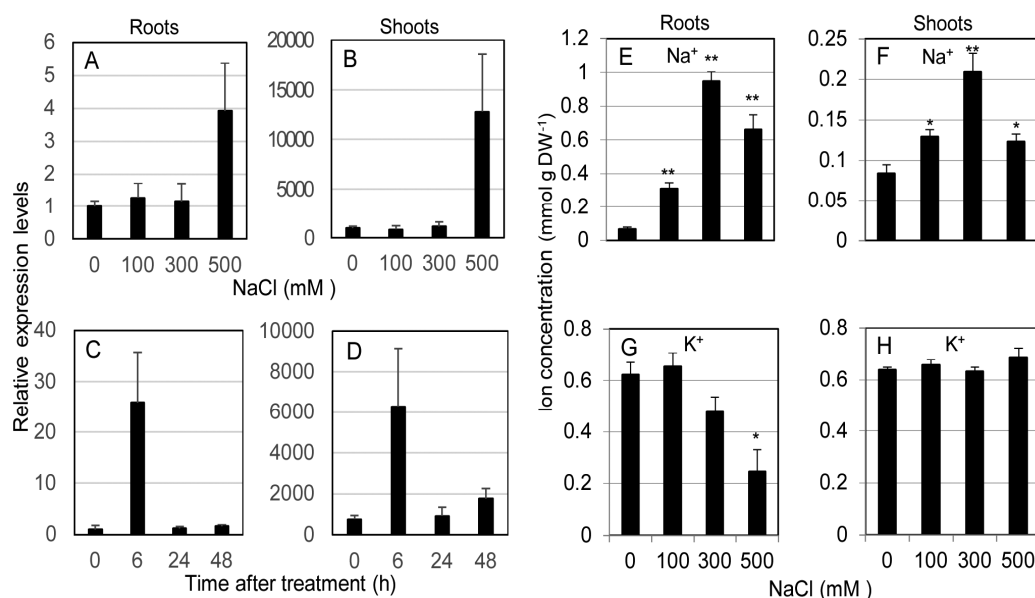 Roots Shoots Roots Shoots
Relative expression levels
6
5
4
3
2
1
0
A
0 100 300 500
20000
15000
10000
5000
0
B
0 100 300 500
NaCl (mM )
40
30
20
10
0
C
0 6 24 48
10000
8000
6000
4000
2000
0
D
0 6 24 48
Time after treatment (h)
Ion concentration (mmol g DW⁻¹)
1.2
1
0.8
0.6
0.4
0.2
0
E Na⁺
** ** **
0.25
0.20
0.15
0.10
0.05
0
F Na⁺
* ** *
0.8
0.6
0.4
0.2
0
G K⁺
*
0 100 300 500
0.8
0.6
0.4
0.2
0
H K⁺
0 100 300 500
NaCl (mM)